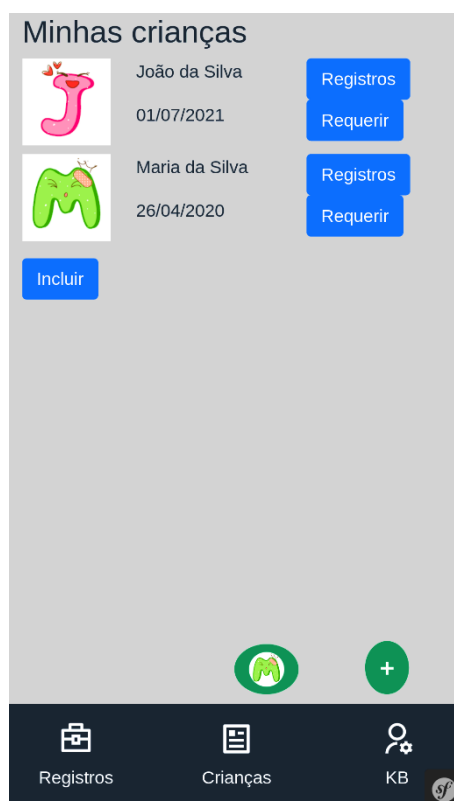 Minhas crianças
João da Silva
Registros
01/07/2021
Requerir
Maria da Silva
Registros
26/04/2020
Requerir
Incluir
+
Registros
Crianças
KB
sf